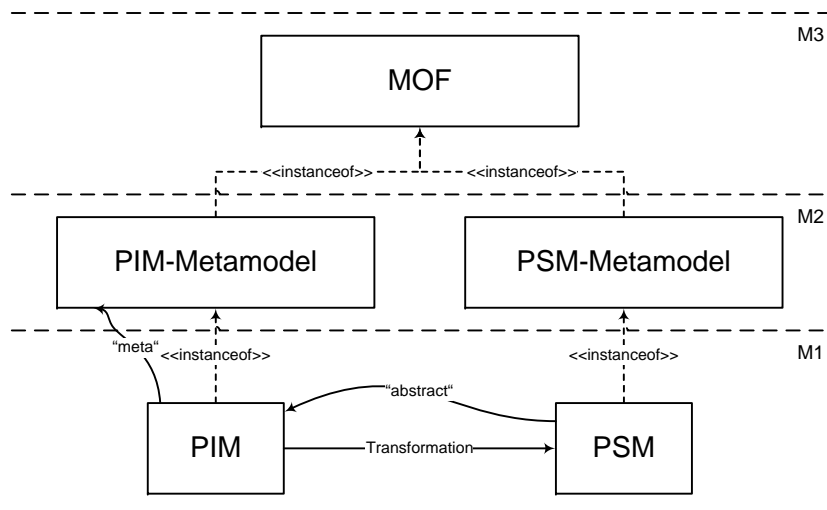 M3
MOF
<<instanceof>>
<<instanceof>>
M2
PIM-Metamodel
PSM-Metamodel
M1
“meta“
<<instanceof>>
<<instanceof>>
“abstract“
PIM
Transformation
PSM